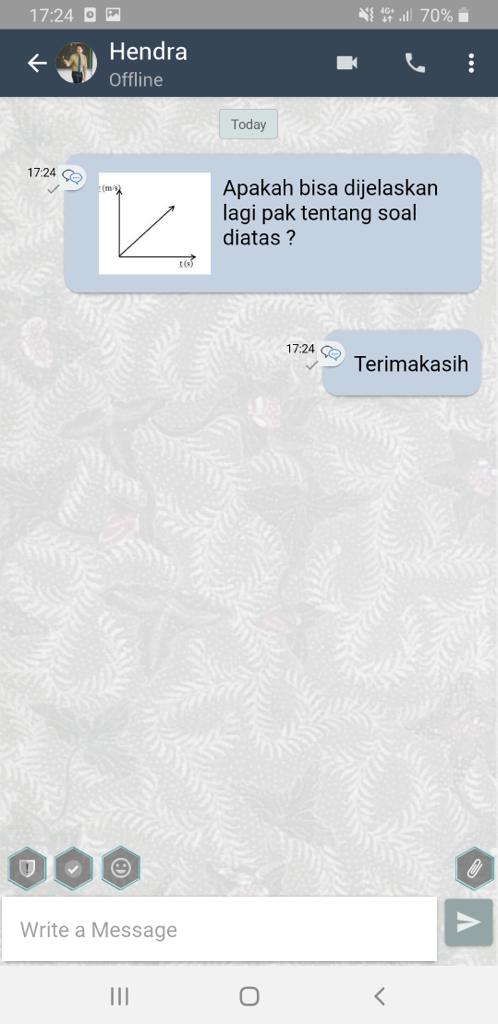 17:24
4G+
70%
Hendra
Offline
Today
17:24
(m/s)
t(s)
Apakah bisa dijelaskan
lagi pak tentang soal
diatas ?
17:24
Terimakasih
Write a Message